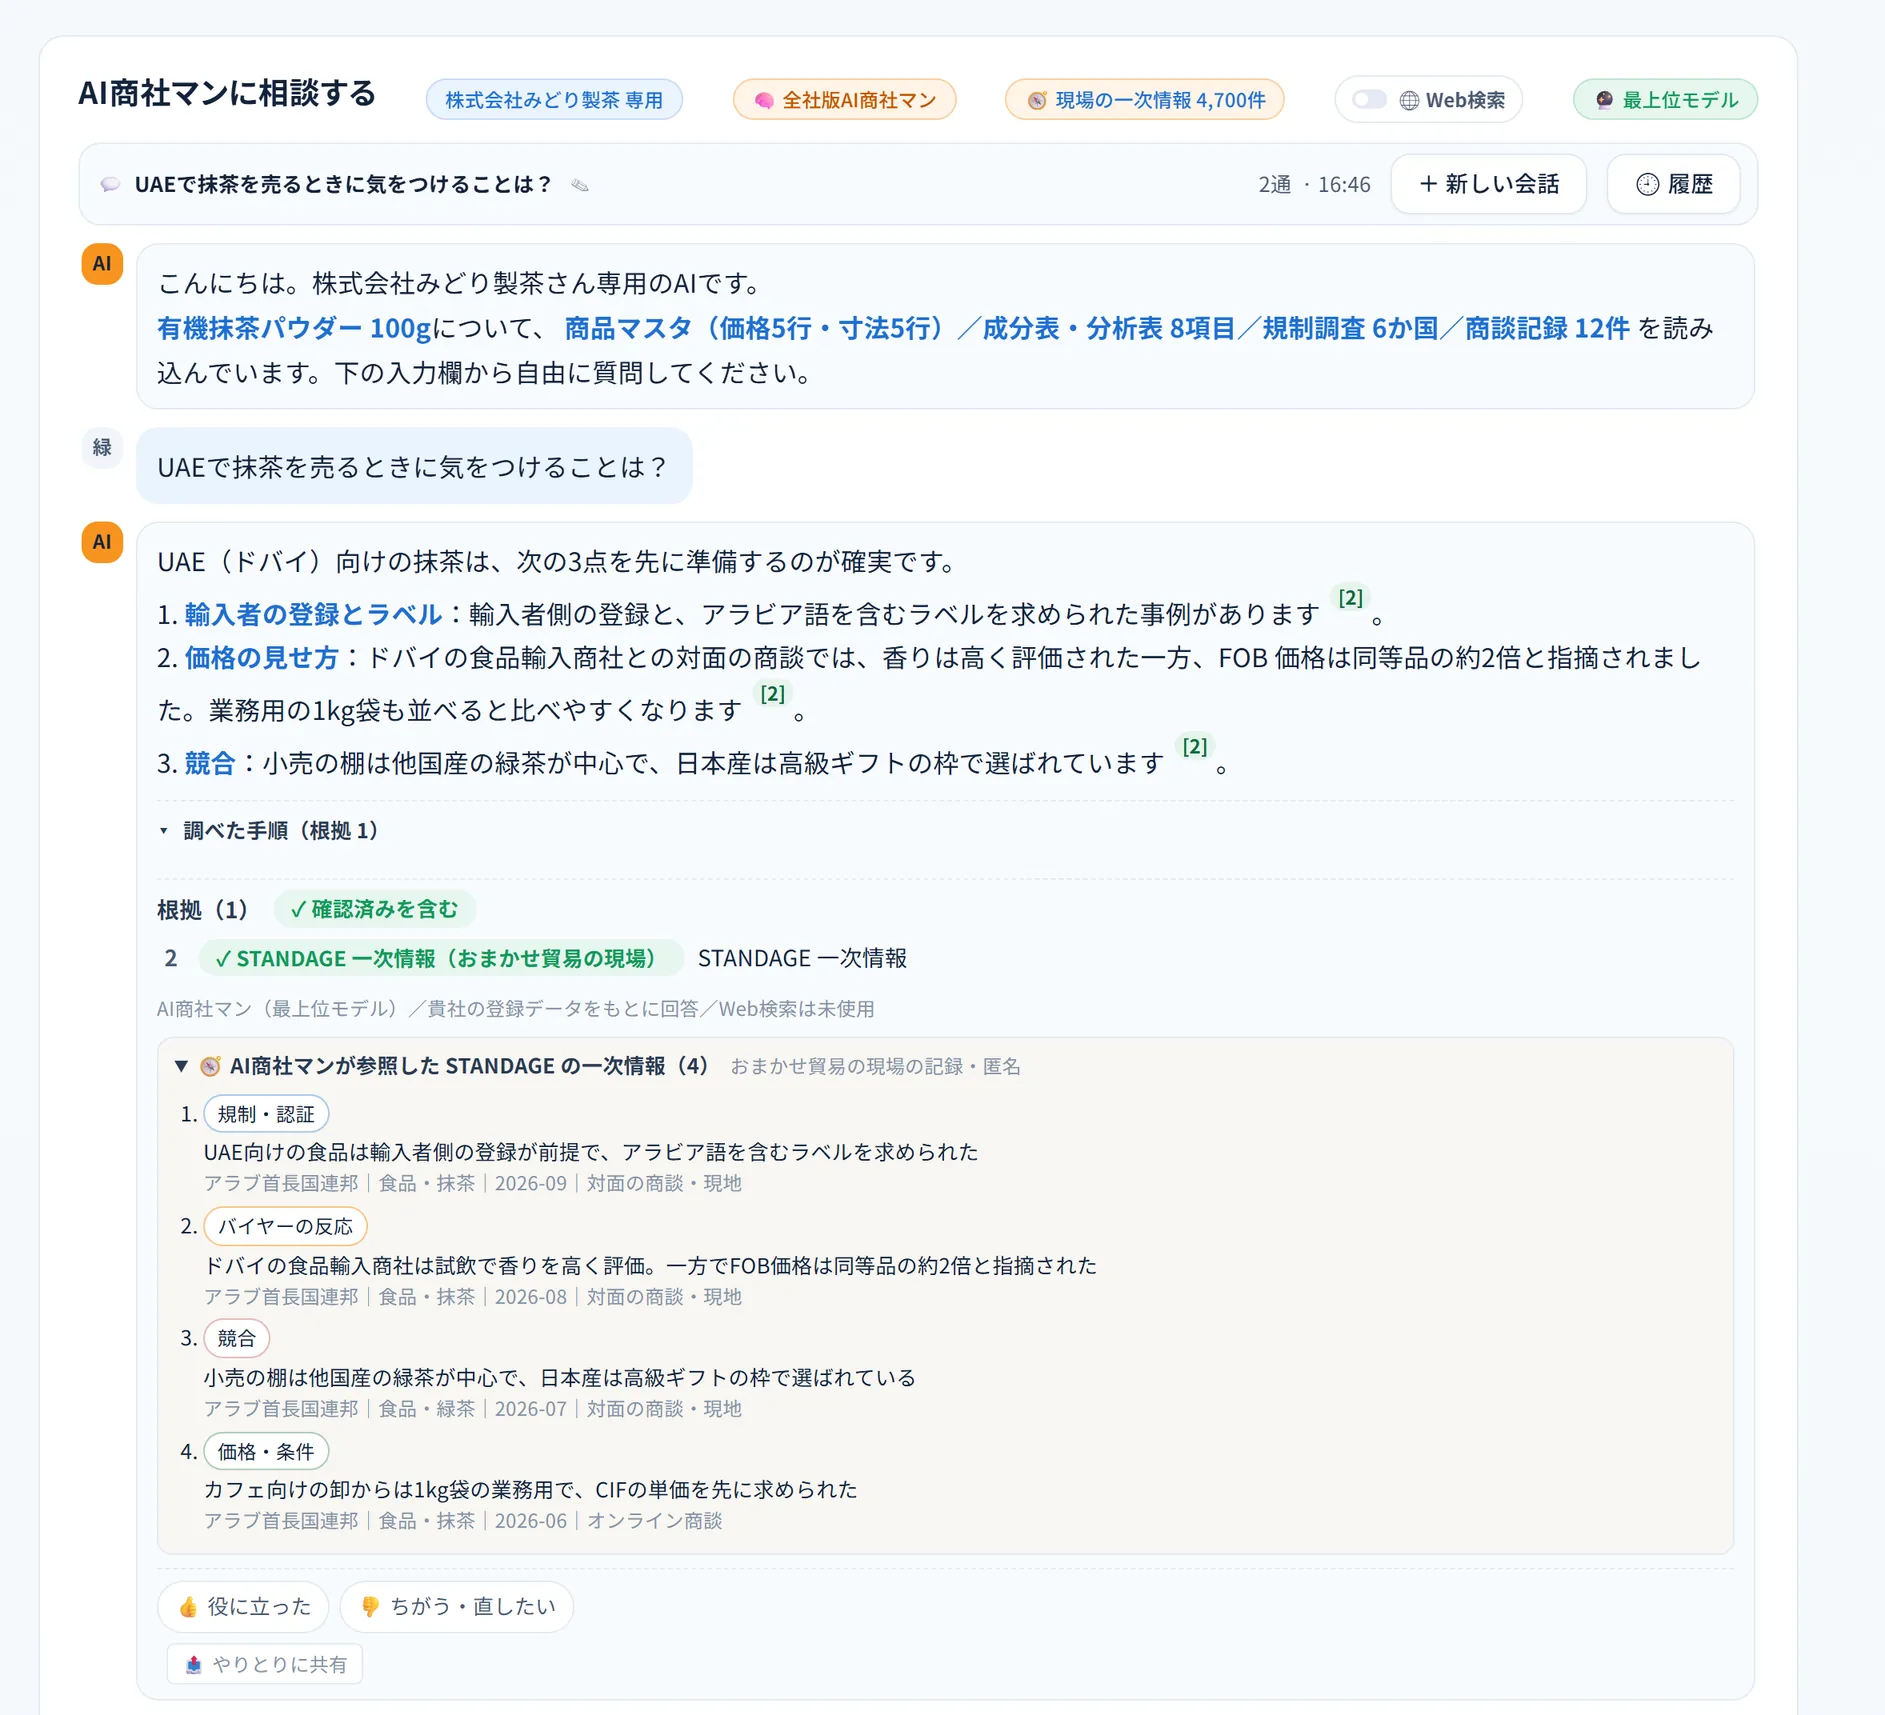 AI商社マンに相談する
株式会社みどり製茶 専用
🧠 全社版AI商社マン
🧭 現場の一次情報 4,700件
🌐 Web検索
🔮 最上位モデル
💬 UAEで抹茶を売るときに気をつけることは？ ✏️
2通 ・16:46
＋新しい会話
🕘 履歴
AI
こんにちは。株式会社みどり製茶さん専用のAIです。
有機抹茶パウダー 100gについて、 商品マスタ（価格5行・寸法5行）／成分表・分析表 8項目／規制調査 6か国／商談記録 12件 を読み
込んでいます。下の入力欄から自由に質問してください。
緑
UAEで抹茶を売るときに気をつけることは？
AI
UAE（ドバイ）向けの抹茶は、次の3点を先に準備するのが確実です。
1. 輸入者の登録とラベル：輸入者側の登録と、アラビア語を含むラベルを求められた事例があります [2] 。
2. 価格の見せ方：ドバイの食品輸入商社との対面の商談では、香りは高く評価された一方、FOB 価格は同等品の約2倍と指摘されまし
た。業務用の1kg袋も並べると比べやすくなります [2] 。
3. 競合：小売の棚は他国産の緑茶が中心で、日本産は高級ギフトの枠で選ばれています [2] 。
▼ 調べた手順（根拠 1）
根拠（1） ✓確認済みを含む
2 ✓STANDAGE 一次情報（おまかせ貿易の現場） STANDAGE 一次情報
AI商社マン（最上位モデル）／貴社の登録データをもとに回答／Web検索は未使用
▼ 🧭 AI商社マンが参照した STANDAGE の一次情報（4） おまかせ貿易の現場の記録・匿名
1. 規制・認証
UAE向けの食品は輸入者側の登録が前提で、アラビア語を含むラベルを求められた
アラブ首長国連邦｜食品・抹茶｜2026-09｜対面の商談・現地
2. バイヤーの反応
ドバイの食品輸入商社は試飲で香りを高く評価。一方でFOB価格は同等品の約2倍と指摘された
アラブ首長国連邦｜食品・抹茶｜2026-08｜対面の商談・現地
3. 競合
小売の棚は他国産の緑茶が中心で、日本産は高級ギフトの枠で選ばれている
アラブ首長国連邦｜食品・緑茶｜2026-07｜対面の商談・現地
4. 価格・条件
カフェ向けの卸からは1kg袋の業務用で、CIFの単価を先に求められた
アラブ首長国連邦｜食品・抹茶｜2026-06｜オンライン商談
👍 役に立った
👎 ちがう・直したい
📤 やりとりに共有